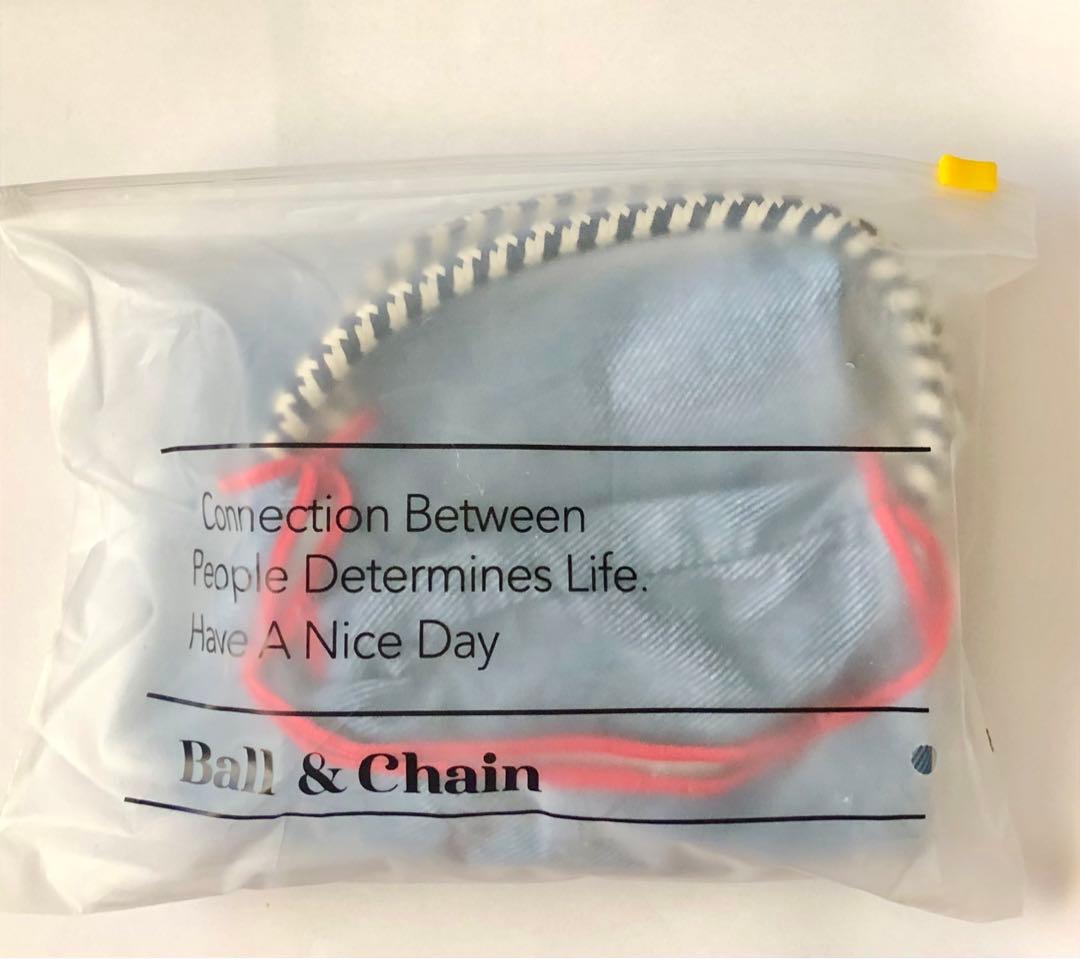 Connection Between
People Determines Life.
Have A Nice Day
Ball & Chain